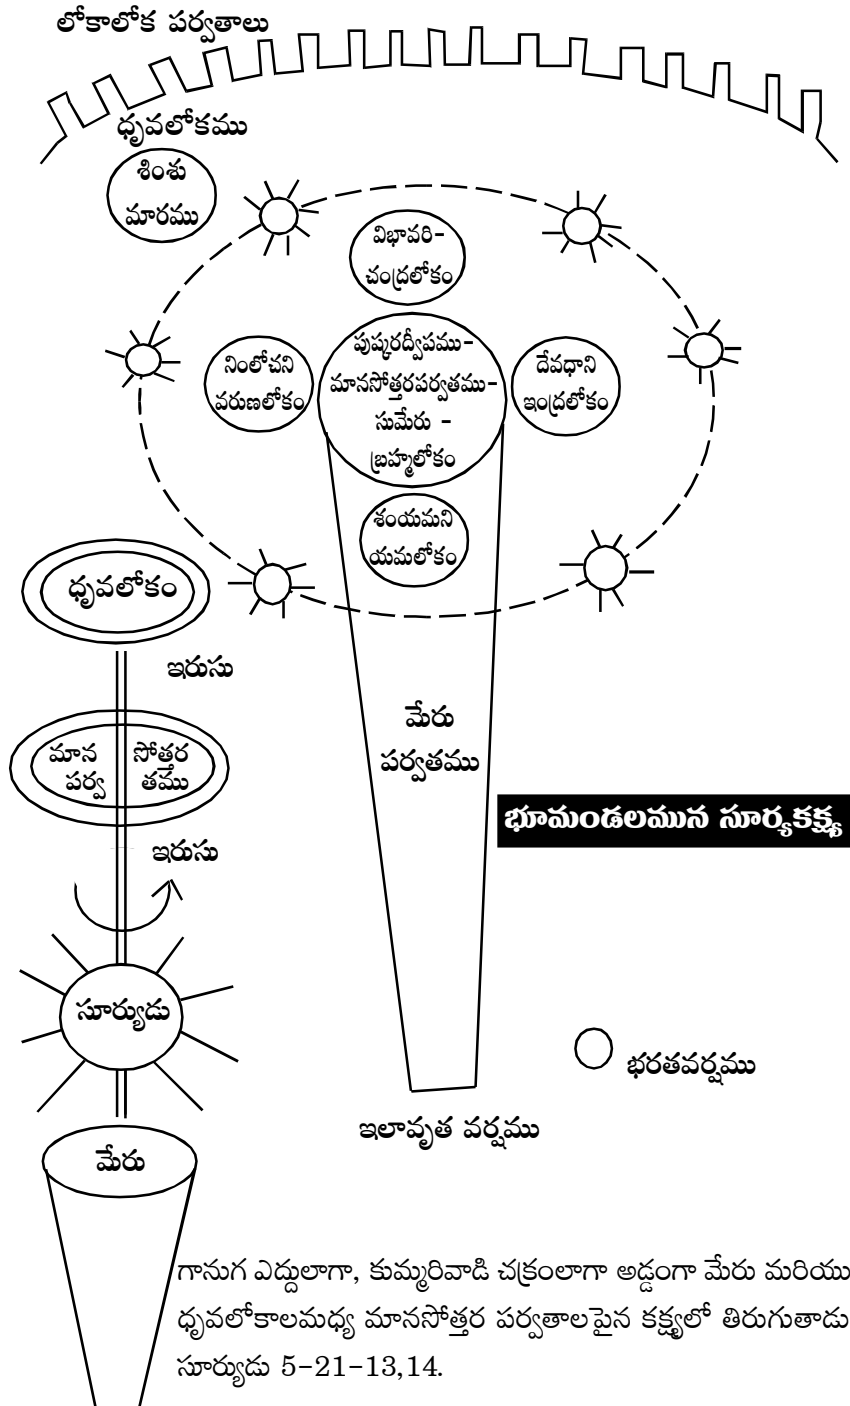 లోకాలోక పర్వతాలు
ధృవలోకము
శింశు
మారము
విభావరి-
చంద్రలోకం
నింలోచని
వరుణలోకం
పుష్కరద్వీపము-
మానసోత్తరపర్వతము-
సుమేరు -
బ్రహ్మలోకం
దేవధాని
ఇంద్రలోకం
శంయమని
యమలోకం
ధృవలోకం
ఇరుసు
మాన సోత్తర
పర్వ తము
ఇరుసు
మేరు
పర్వతము
భూమండలమున సూర్యకక్ష్య
సూర్యుడు
భరతవర్షము
ఇలావృత వర్షము
మేరు
గానుగ ఎద్దులాగా, కుమ్మరివాడి చక్రంలాగా అడ్డంగా మేరు మరియు
ధృవలోకాలమధ్య మానసోత్తర పర్వతాలపైన కక్ష్యలో తిరుగుతాడు
సూర్యుడు 5-21-13,14.